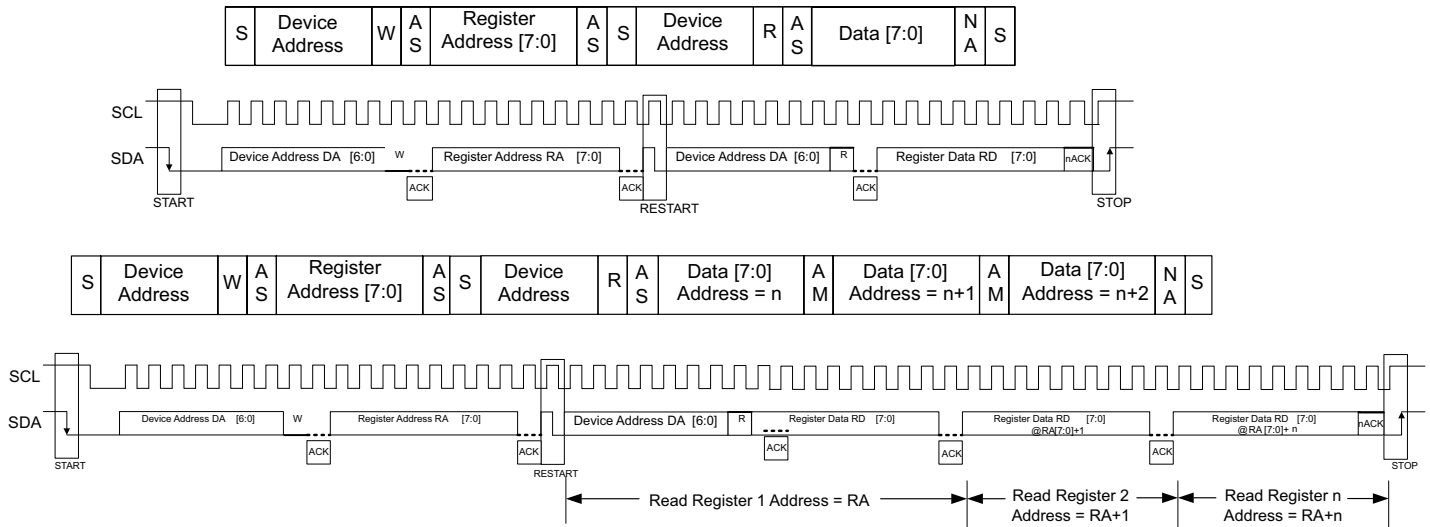 S Device Address W A S Register Address [7:0] A S S Device Address R A S Data [7:0] N A S
SCL
SDA Device Address DA [6:0] W Register Address RA [7:0] Device Address DA [6:0] R Register Data RD [7:0] nACK
ACK ACK ACK
START RESTART STOP
S Device Address W A S Register Address [7:0] A S S Device Address R A S Data [7:0] Address = n A M Data [7:0] Address = n+1 A M Data [7:0] Address = n+2 N A S
SCL
SDA Device Address DA [6:0] W Register Address RA [7:0] Device Address DA [6:0] R Register Data RD [7:0] Register Data RD [7:0] @RA[7:0]+1 Register Data RD [7:0] @RA [7:0]+ n nACK
ACK ACK ACK ACK ACK
START RESTART STOP
Read Register 1 Address = RA
Read Register 2
Address = RA+1
Read Register n
Address = RA+n